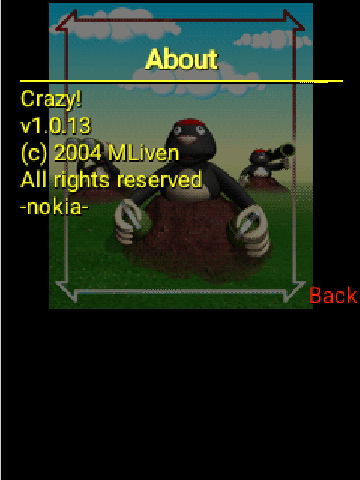 About
Crazy!
v1.0.13
(c) 2004 MLiven
All rights reserved
-nokia-
Back